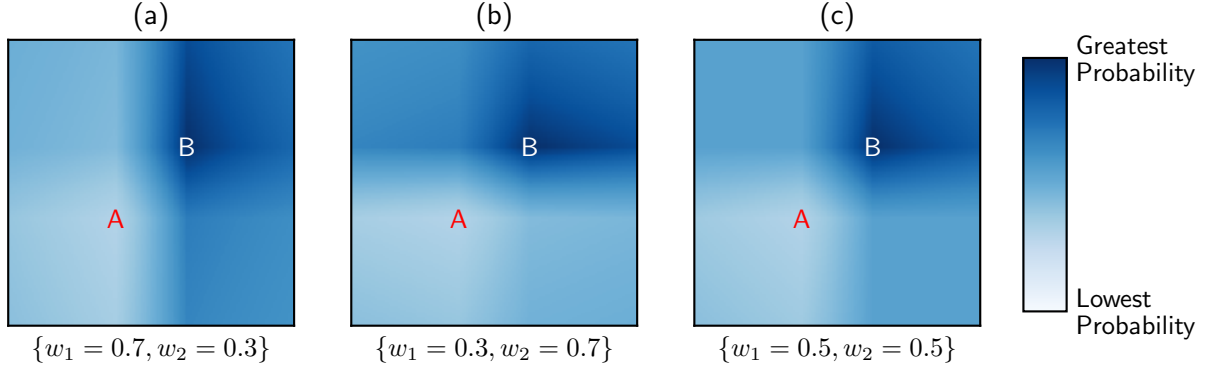 (a)
(b)
(c)
B
A
B
A
B
A
Greatest
Probability
Lowest
Probability
{w₁ = 0.7, w₂ = 0.3}
{w₁ = 0.3, w₂ = 0.7}
{w₁ = 0.5, w₂ = 0.5}